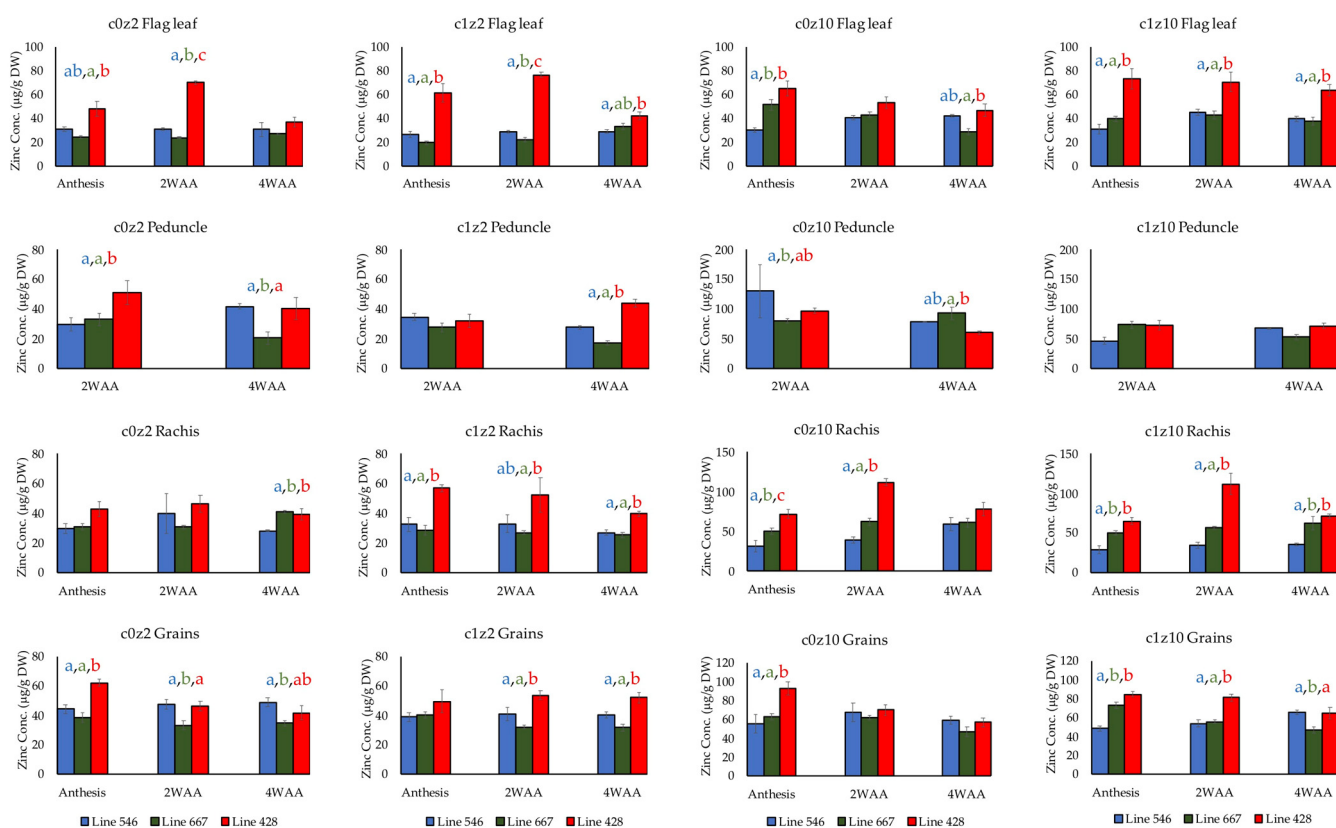 c0z2 Flag leaf
Zinc Conc. (µg/g DW)
100
80
60
40
20
0
ab,a,b
a,b,c
Anthesis 2WAA 4WAA
c1z2 Flag leaf
Zinc Conc. (µg/g DW)
100
80
60
40
20
0
a,a,b
a,b,c
a,ab,b
Anthesis 2WAA 4WAA
c0z10 Flag leaf
Zinc Conc. (µg/g DW)
100
80
60
40
20
0
a,b,b
ab,a,b
Anthesis 2WAA 4WAA
c1z10 Flag leaf
Zinc Conc. (µg/g DW)
100
80
60
40
20
0
a,a,b
a,a,b
a,a,b
Anthesis 2WAA 4WAA
c0z2 Peduncle
Zinc Conc. (µg/g DW)
80
60
40
20
0
a,a,b
a,b,a
2WAA 4WAA
c1z2 Peduncle
Zinc Conc. (µg/g DW)
80
60
40
20
0
a,a,b
2WAA 4WAA
c0z10 Peduncle
Zinc Conc. (µg/g DW)
200
150
100
50
0
a,b,ab
ab,a,b
2WAA 4WAA
c1z10 Peduncle
Zinc Conc. (µg/g DW)
200
150
100
50
0
2WAA 4WAA
c0z2 Rachis
Zinc Conc. (µg/g DW)
80
60
40
20
0
a,b,b
Anthesis 2WAA 4WAA
c1z2 Rachis
Zinc Conc. (µg/g DW)
80
60
40
20
0
a,a,b
ab,a,b
a,a,b
Anthesis 2WAA 4WAA
c0z10 Rachis
Zinc Conc. (µg/g DW)
150
100
50
0
a,b,c
a,a,b
Anthesis 2WAA 4WAA
c1z10 Rachis
Zinc Conc. (µg/g DW)
150
100
50
0
a,b,b
a,a,b
a,b,b
Anthesis 2WAA 4WAA
c0z2 Grains
Zinc Conc. (µg/g DW)
80
60
40
20
0
a,a,b
a,b,a
a,b,ab
Anthesis 2WAA 4WAA
c1z2 Grains
Zinc Conc. (µg/g DW)
80
60
40
20
0
a,a,b
a,a,b
Anthesis 2WAA 4WAA
c0z10 Grains
Zinc Conc. (µg/g DW)
120
100
80
60
40
20
0
a,a,b
Anthesis 2WAA 4WAA
c1z10 Grains
Zinc Conc. (µg/g DW)
120
100
80
60
40
20
0
a,b,b
a,a,b
a,b,a
Anthesis 2WAA 4WAA
Line 546 Line 667 Line 428
Line 546 Line 667 Line 428
Line 546 Line 667 Line 428
Line 546 Line 667 Line 428